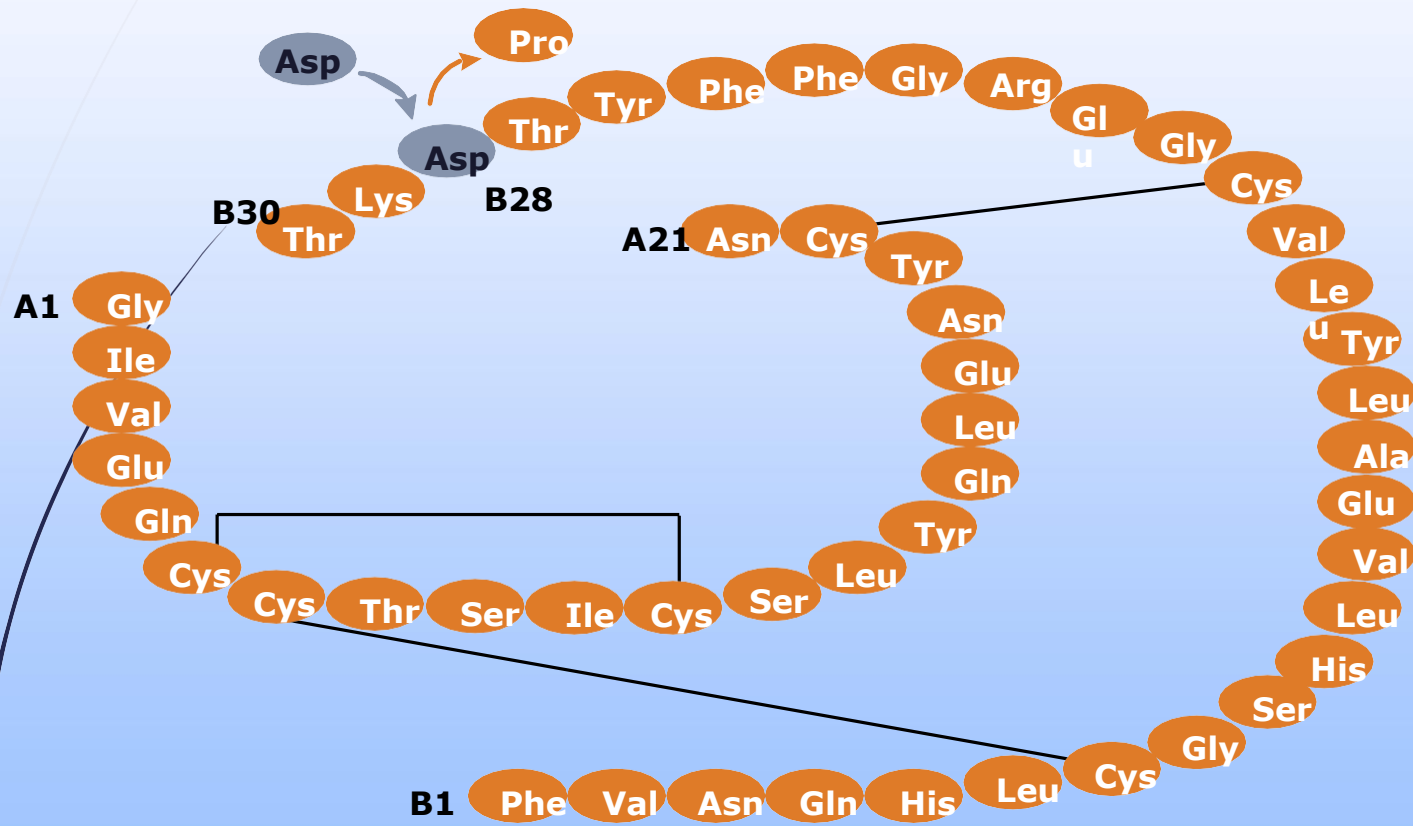 Pro
Asp
Phe
Gly
Phe
Arg
Tyr
Gl
u
Thr
Gly
Asp
Cys
Lys
B28
B30
Thr
A21
Asn
Cys
Val
Tyr
Le
u
A1
Gly
Asn
Tyr
Ile
Glu
Leu
Val
Leu
Ala
Glu
Gln
Glu
Gln
Tyr
Val
Cys
Leu
Cys
Thr
Ser
Ile
Cys
Ser
Leu
His
Ser
Gly
Cys
B1
Phe
Val
Asn
Gln
His
Leu